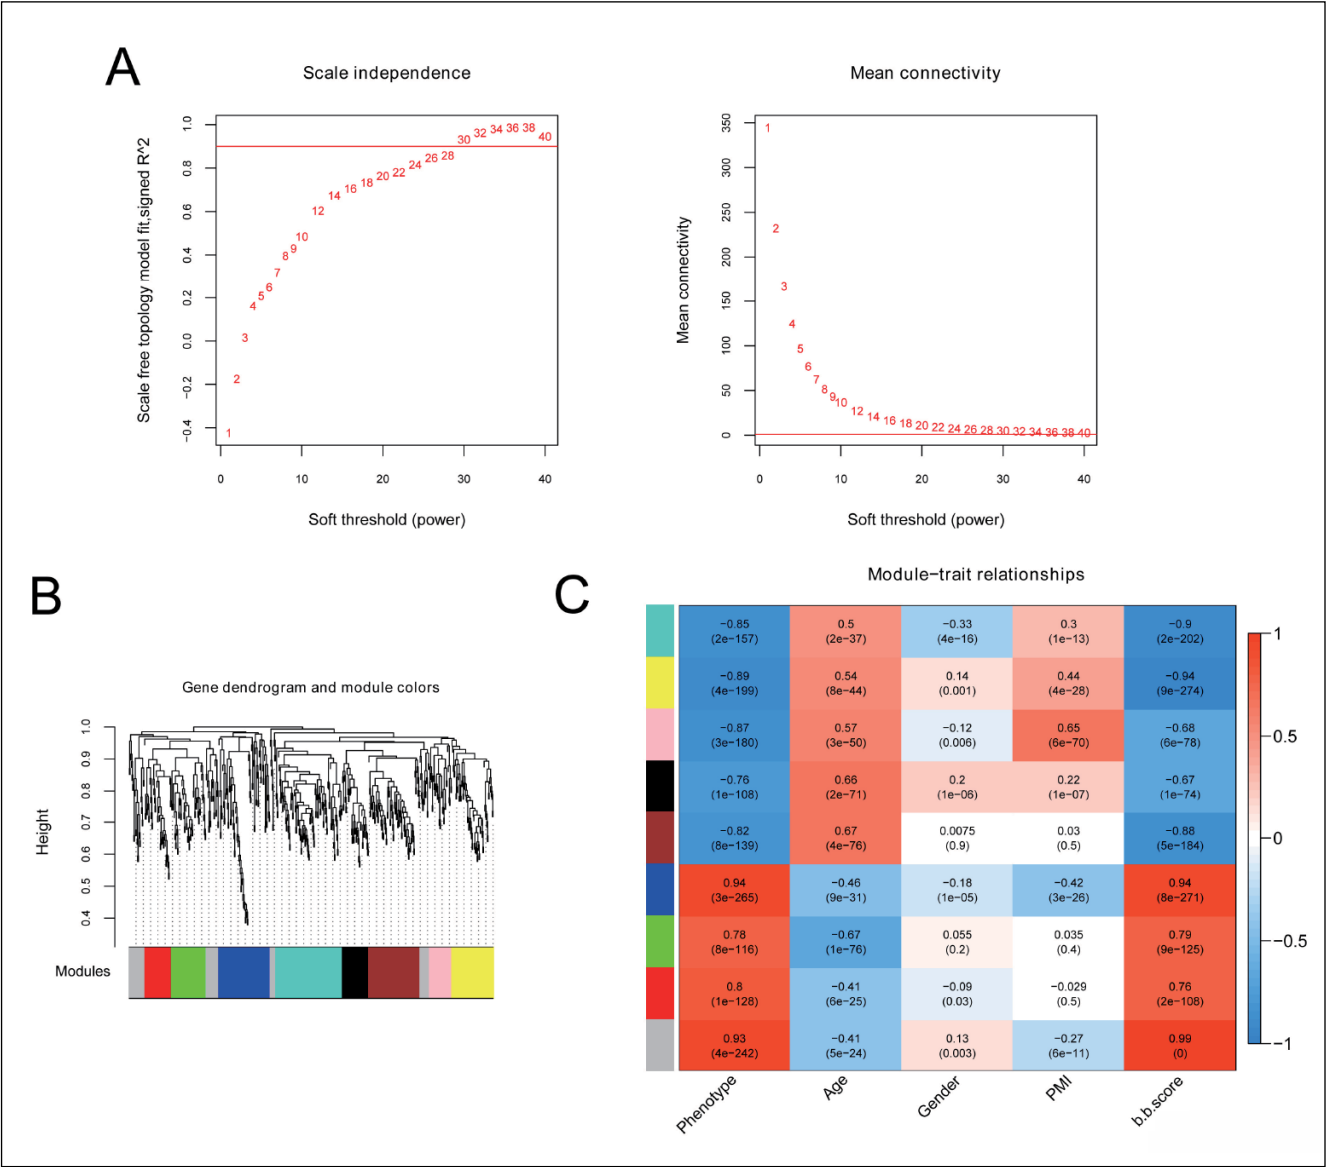 A
Scale independence
Scale free topology model fit,signed R^2
1.0
0.8
0.6
0.4
0.2
0.0
−0.2
−0.4
1
2
3
4
5
6
7
8
9
10
12
14
16
18
20
22
24
26
28
30
32
34
36
38
40
0
10
20
30
40
Soft threshold (power)
Mean connectivity
Mean connectivity
350
300
250
200
150
100
50
0
1
2
3
4
5
6
7
8
9
10
12
14
16
18
20
22
24
26
28
30
32
34
36
38
40
0
10
20
30
40
Soft threshold (power)
B
Gene dendrogram and module colors
Height
1.0
0.9
0.8
0.7
0.6
0.5
0.4
Modules
C
Module−trait relationships
−0.85 0.5 −0.33 0.3 −0.9
(2e−157) (2e−37) (4e−16) (1e−13) (2e−202)
−0.89 0.54 0.14 0.44 −0.94
(4e−199) (8e−44) (0.001) (4e−28) (9e−274)
−0.87 0.57 −0.12 0.65 −0.68
(3e−180) (3e−50) (0.006) (6e−70) (6e−78)
−0.76 0.66 0.2 0.22 −0.67
(1e−108) (2e−71) (1e−06) (1e−07) (1e−74)
−0.82 0.67 0.0075 0.03 −0.88
(8e−139) (4e−76) (0.9) (0.5) (5e−184)
0.94 −0.46 −0.18 −0.42 0.94
(3e−265) (9e−31) (1e−05) (3e−26) (8e−271)
0.78 −0.67 0.055 0.035 0.79
(8e−116) (1e−76) (0.2) (0.4) (9e−125)
0.8 −0.41 −0.09 −0.029 0.76
(1e−128) (6e−25) (0.03) (0.5) (2e−108)
0.93 −0.41 0.13 −0.27 0.99
(4e−242) (5e−24) (0.003) (6e−11) (0)
Phenotype
Age
Gender
PMI
b.b.score
1
0.5
0
−0.5
−1